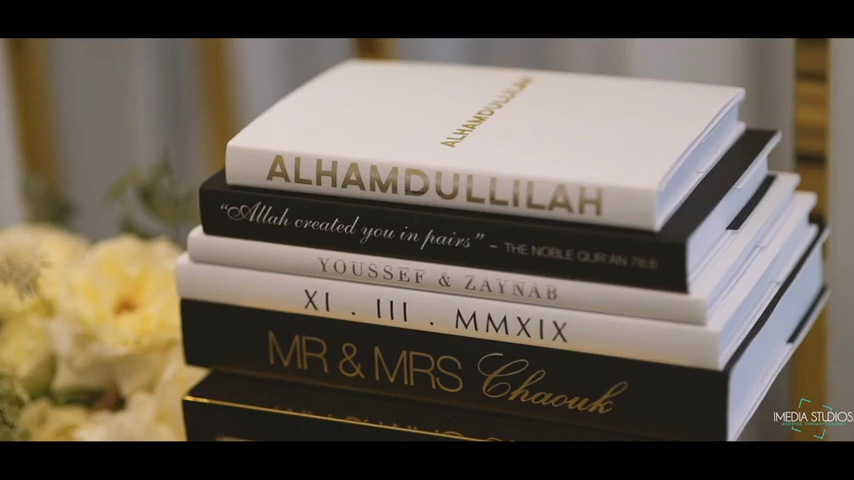 ALHAMDULLILAH
ALHAMDULLILAH
"Allah created you in pairs" - THE NOBLE QUR'AN 78:8
YOUSSEF & ZAYNAB
XI . III . MMXIX
MR & MRS Chaouk
IMEDIA STUDIOS